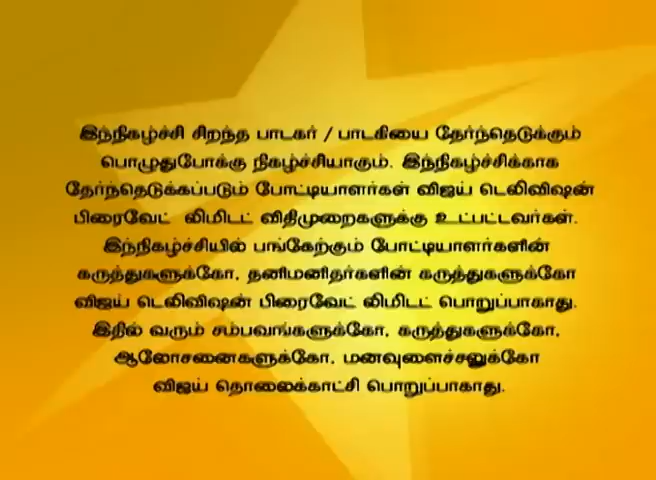 இந்நிகழ்ச்சி சிறந்த பாடகர் / பாடகியை தேர்ந்தெடுக்கும்
பொழுதுபோக்கு நிகழ்ச்சியாகும். இந்நிகழ்ச்சிக்காக
தேர்ந்தெடுக்கப்படும் போட்டியாளர்கள் விஜய் டெலிவிஷன்
பிரைவேட் லிமிடட் விதிமுறைகளுக்கு உட்பட்டவர்கள்.
இந்நிகழ்ச்சியில் பங்கேற்கும் போட்டியாளர்களின்
கருத்துகளுக்கோ, தனிமனிதர்களின் கருத்துகளுக்கோ
விஜய் டெலிவிஷன் பிரைவேட் லிமிடட் பொறுப்பாகாது.
இதில் வரும் சம்பவங்களுக்கோ, கருத்துகளுக்கோ,
ஆலோசனைகளுக்கோ, மனவுளைச்சலுக்கோ
விஜய் தொலைக்காட்சி பொறுப்பாகாது.